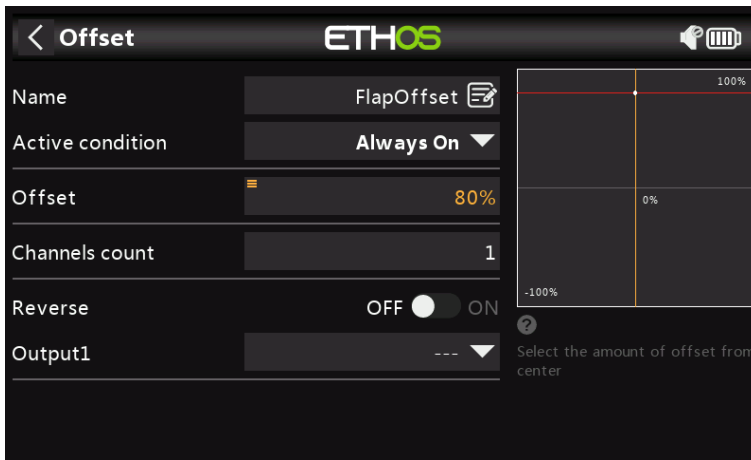 Offset
ETHOS
Name
FlapOffset
Active condition
Always On
Offset
80%
Channels count
1
Reverse
OFF ON
Output1
---
100%
0%
-100%
?
Select the amount of offset from
center